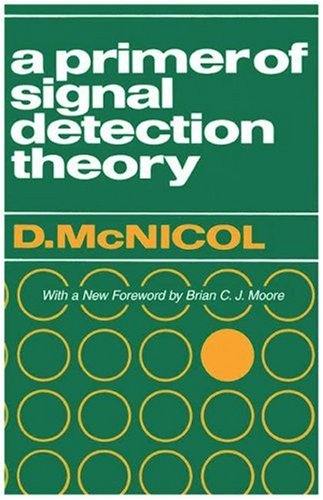 a primer of
signal
detection
theory
D. McNICOL
With a New Foreword by Brian C. J. Moore